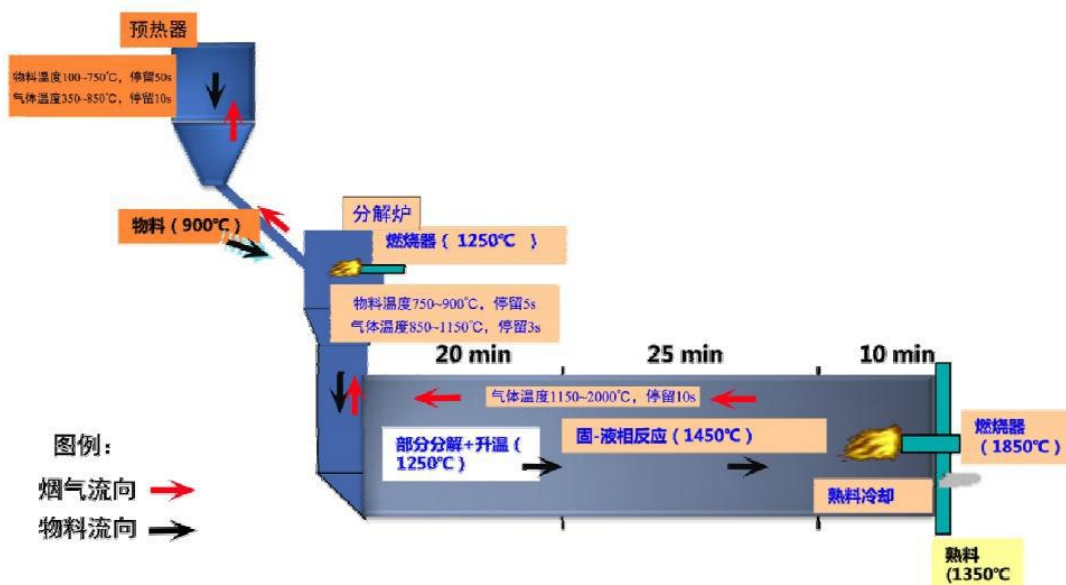 预热器
物料温度100~750℃，停留50s
气体温度350~850℃，停留10s
物料（900℃）
分解炉
燃烧器（ 1250℃ ）
物料温度750~900℃，停留5s
气体温度850~1150℃，停留3s
20 min
25 min
10 min
气体温度1150~2000℃，停留10s
部分分解+升温（
1250℃）
固-液相反应（1450℃）
燃烧器
（1850℃）
熟料冷却
图例：
烟气流向
物料流向
熟料
(1350℃